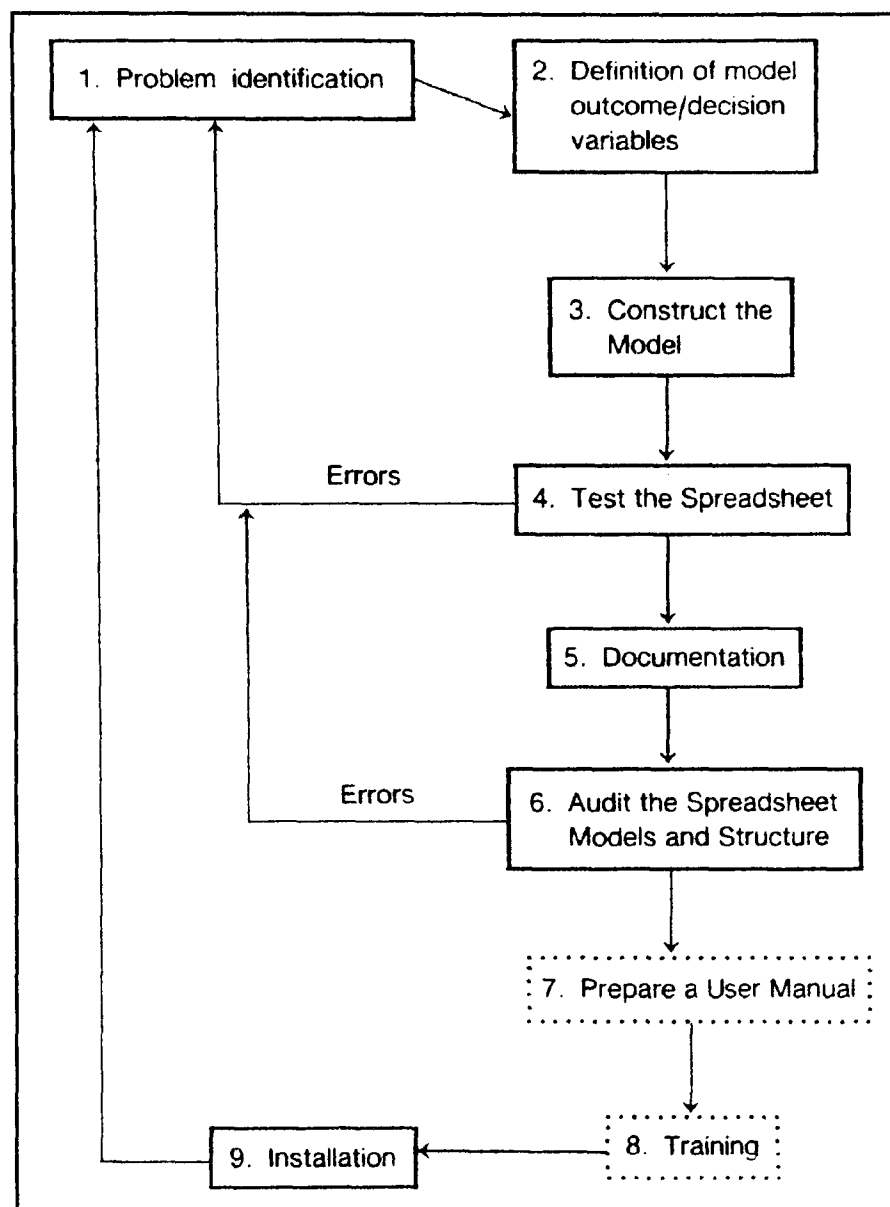 1. Problem identification
2. Definition of model
outcome/decision
variables
3. Construct the
Model
Errors
4. Test the Spreadsheet
5. Documentation
Errors
6. Audit the Spreadsheet
Models and Structure
7. Prepare a User Manual
8. Training
9. Installation